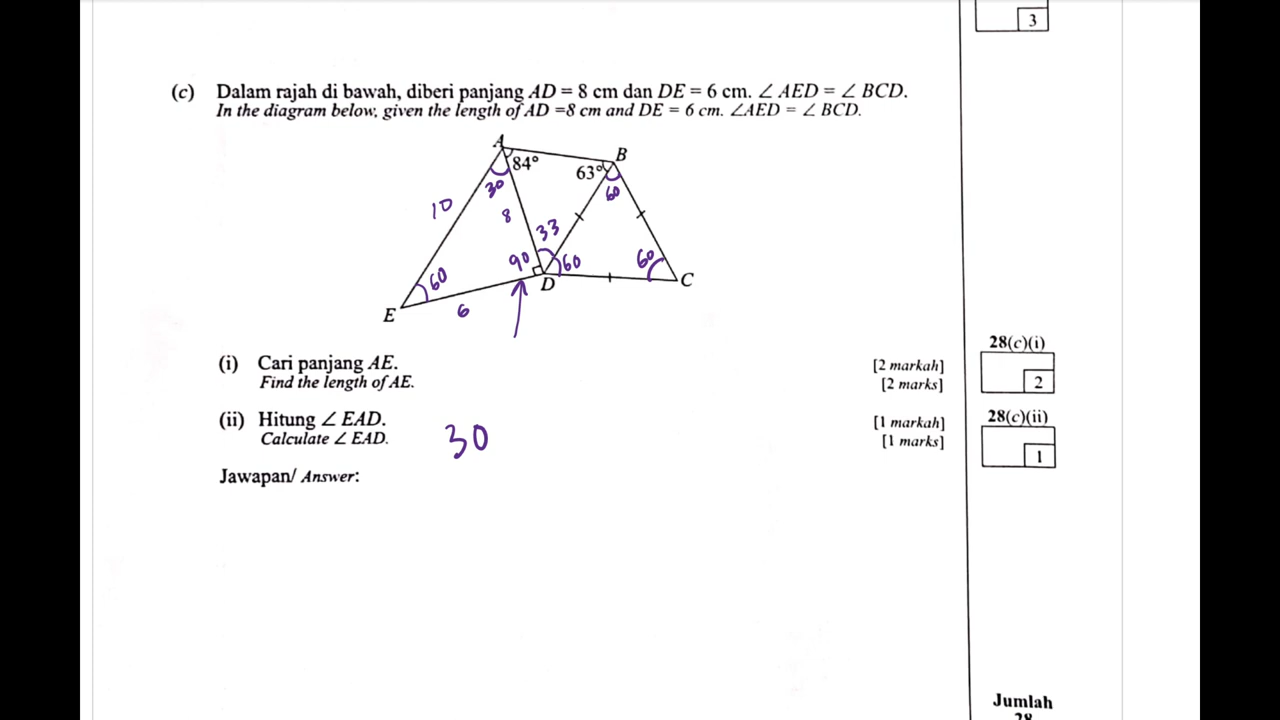 3
(c) Dalam rajah di bawah, diberi panjang AD = 8 cm dan DE = 6 cm. ∠ AED = ∠ BCD.
In the diagram below, given the length of AD =8 cm and DE = 6 cm. ∠AED = ∠ BCD.
A
84°
63°
B
30
60
10
8
33
60
90
60
60
C
D
E
6
(i) Cari panjang AE.
[2 markah]
Find the length of AE.
[2 marks]
28(c)(i)
2
(ii) Hitung ∠ EAD.
[1 markah]
Calculate ∠ EAD.
[1 marks]
30
28(c)(ii)
1
Jawapan/ Answer:
Jumlah
28